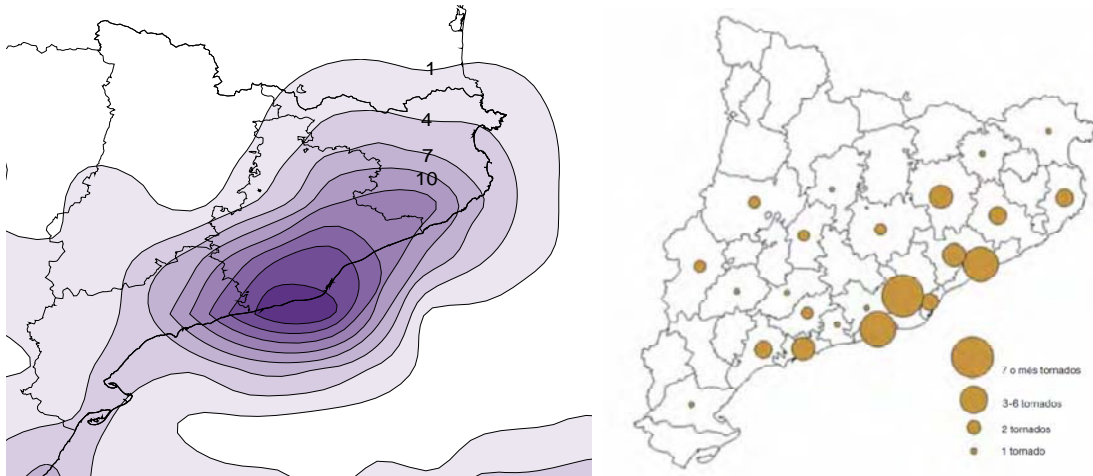 1
4
7
10
7 o més tornados
3-6 tornados
2 tornados
1 tornado